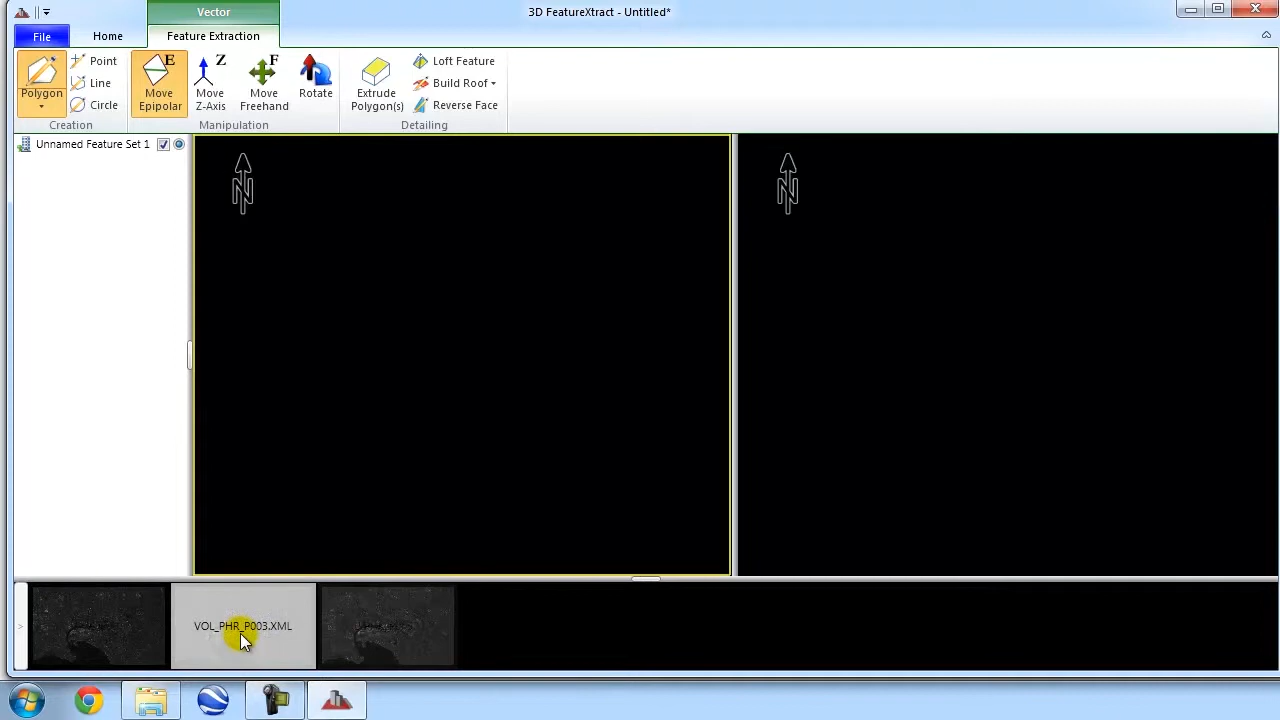 Vector
3D FeatureXtract - Untitled*
File
Home
Feature Extraction
Polygon
Point
Line
Circle
Creation
E
Move
Epipolar
Z
Move
Z-Axis
F
Move
Freehand
Rotate
Manipulation
Extrude
Polygon(s)
Loft Feature
Build Roof
Reverse Face
Detailing
Unnamed Feature Set 1
N
N
VOL_PHR_P003.XML